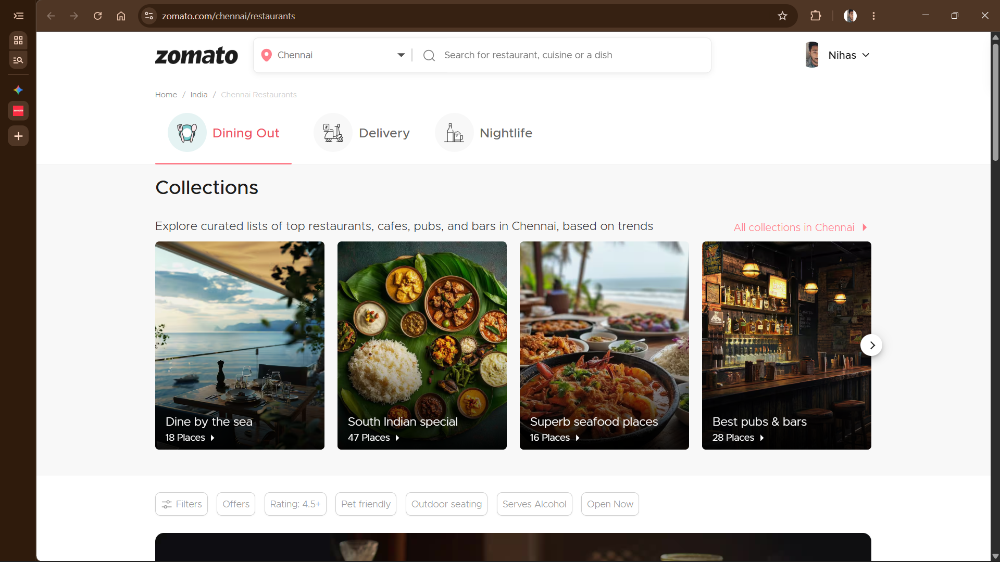 zomato.com/chennai/restaurants
zomato
Chennai
Search for restaurant, cuisine or a dish
Nihas
Home / India / Chennai Restaurants
Dining Out
Delivery
Nightlife
Collections
Explore curated lists of top restaurants, cafes, pubs, and bars in Chennai, based on trends
All collections in Chennai
Dine by the sea
18 Places
South Indian special
47 Places
Superb seafood places
16 Places
Best pubs & bars
28 Places
Filters
Offers
Rating: 4.5+
Pet friendly
Outdoor seating
Serves Alcohol
Open Now